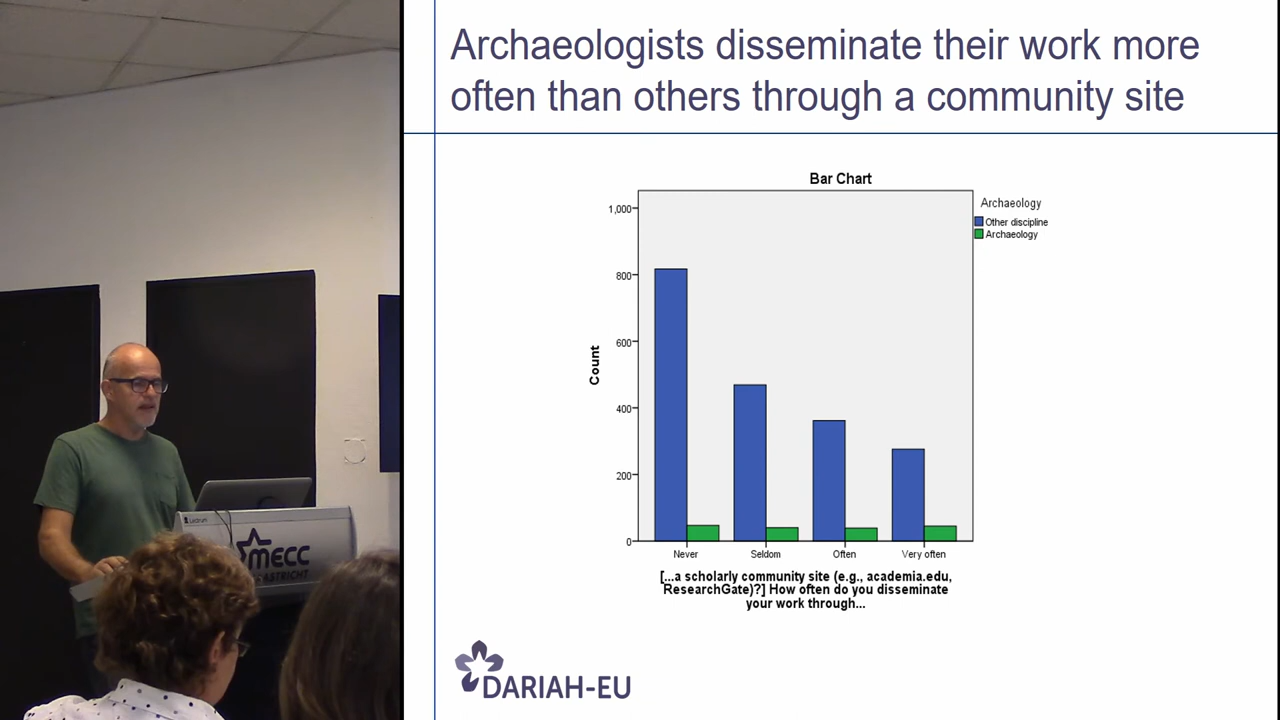 Archaeologists disseminate their work more
often than others through a community site
Bar Chart
1,000
800
600
400
200
0
Count
Archaeology
Other discipline
Archaeology
Never
Seldom
Often
Very often
[...a scholarly community site (e.g., academia.edu,
ResearchGate)?] How often do you disseminate
your work through...
DARIAH-EU
MECC